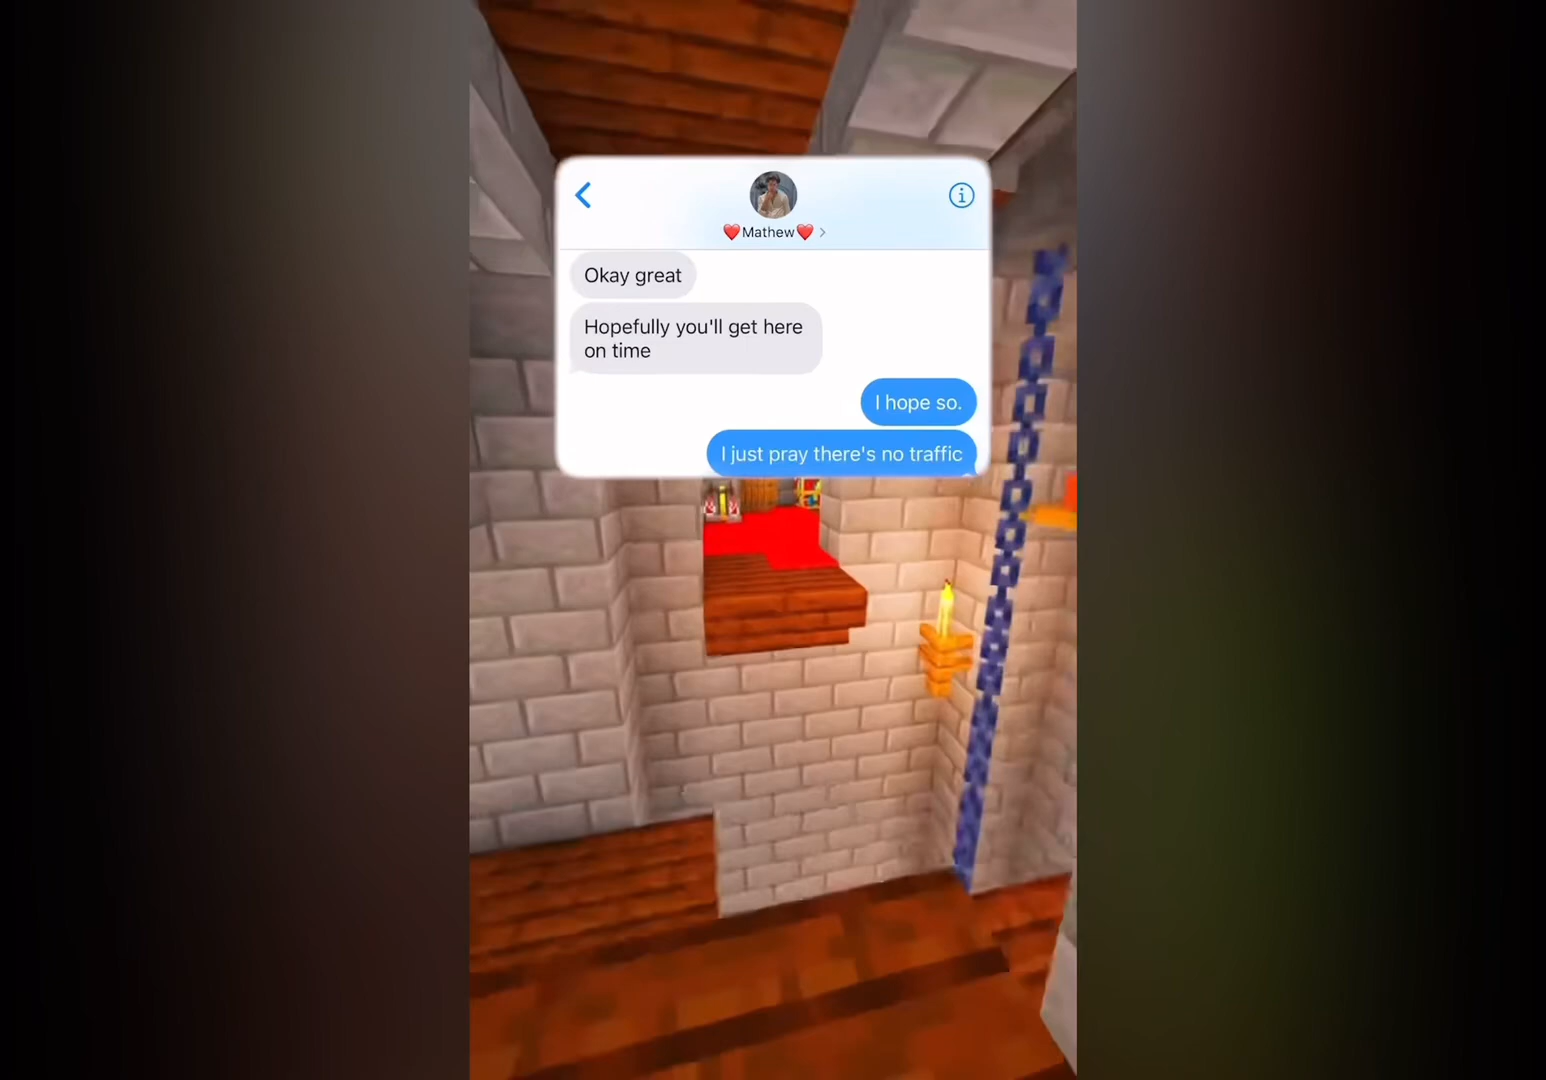 ❤️Mathew❤️
Okay great
Hopefully you'll get here
on time
I hope so.
I just pray there's no traffic